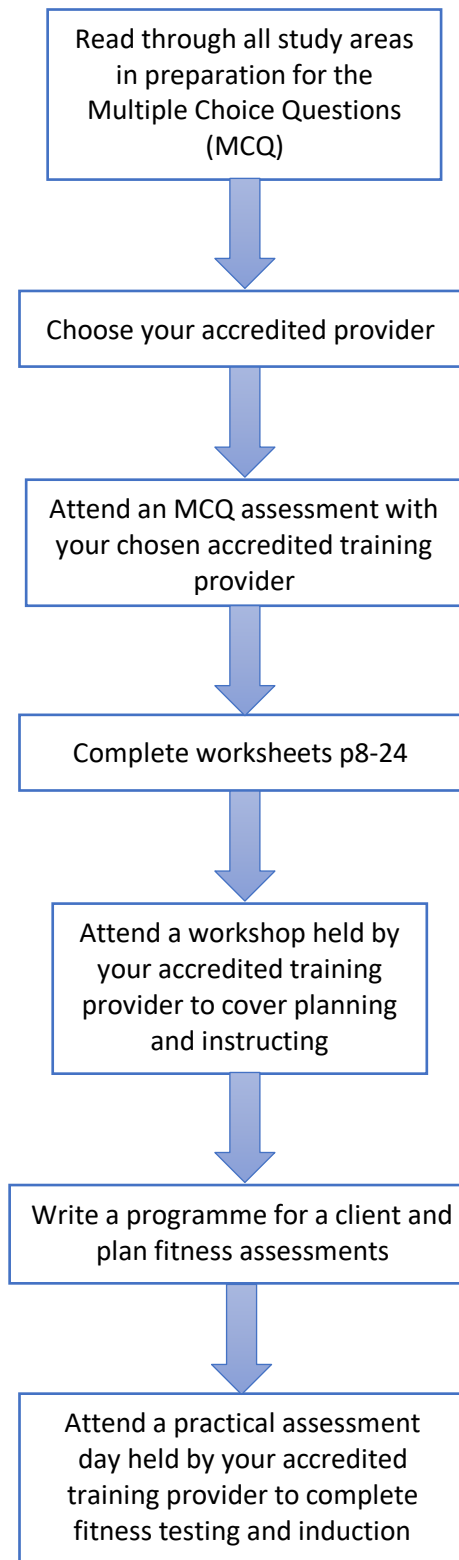 Read through all study areas
in preparation for the
Multiple Choice Questions
(MCQ)
Choose your accredited provider
Attend an MCQ assessment with
your chosen accredited training
provider
Complete worksheets p8-24
Attend a workshop held by
your accredited training
provider to cover planning
and instructing
Write a programme for a client and
plan fitness assessments
Attend a practical assessment
day held by your accredited
training provider to complete
fitness testing and induction